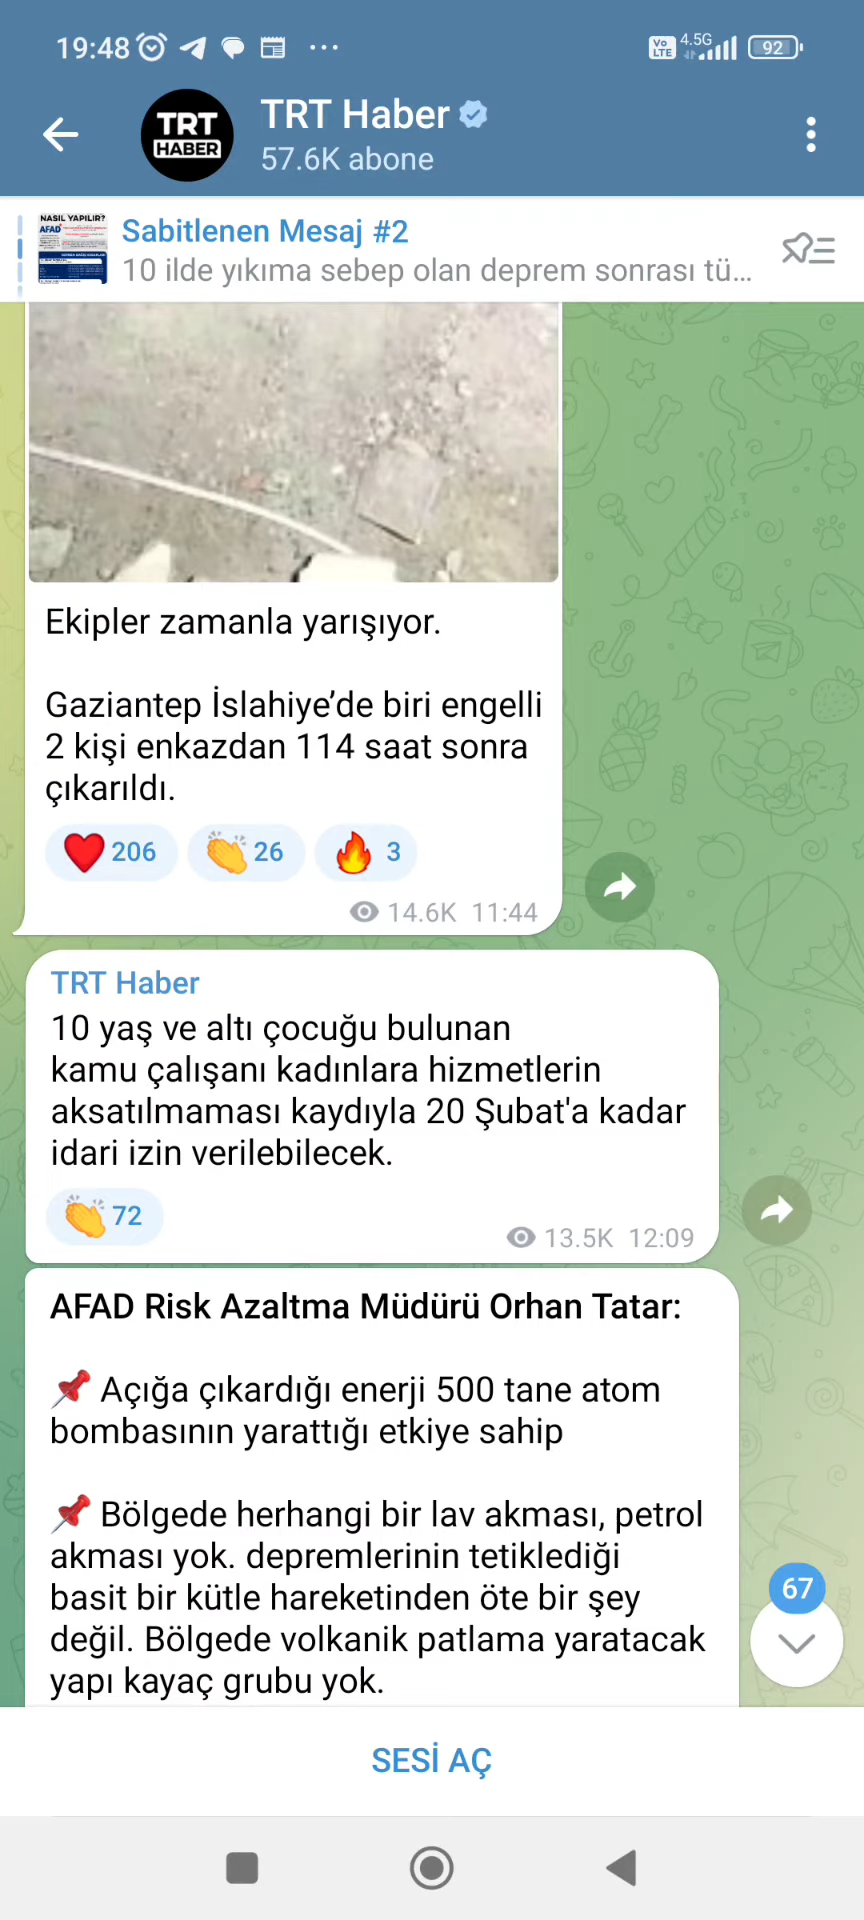 19:48
Vo LTE 4.5G 92
TRT HABER
TRT Haber
57.6K abone
NASIL YAPILIR?
AFAD
Sabitlenen Mesaj #2
10 ilde yıkıma sebep olan deprem sonrası tü...
Ekipler zamanla yarışıyor.
Gaziantep İslahiye’de biri engelli
2 kişi enkazdan 114 saat sonra
çıkarıldı.
206 26 3
14.6K 11:44
TRT Haber
10 yaş ve altı çocuğu bulunan
kamu çalışanı kadınlara hizmetlerin
aksatılmaması kaydıyla 20 Şubat'a kadar
idari izin verilebilecek.
72
13.5K 12:09
AFAD Risk Azaltma Müdürü Orhan Tatar:
Açığa çıkardığı enerji 500 tane atom
bombasının yarattığı etkiye sahip
Bölgede herhangi bir lav akması, petrol
akması yok. depremlerinin tetiklediği
basit bir kütle hareketinden öte bir şey
değil. Bölgede volkanik patlama yaratacak
yapı kayaç grubu yok.
67
SESİ AÇ